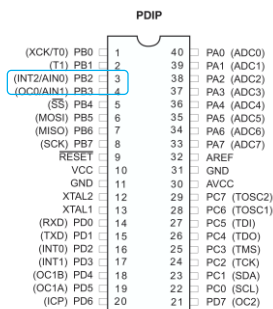 PDIP
(XCK/T0) PB0 1 40 PA0 (ADC0)
(T1) PB1 2 39 PA1 (ADC1)
(INT2/AIN0) PB2 3 38 PA2 (ADC2)
(OC0/AIN1) PB3 4 37 PA3 (ADC3)
(SS) PB4 5 36 PA4 (ADC4)
(MOSI) PB5 6 35 PA5 (ADC5)
(MISO) PB6 7 34 PA6 (ADC6)
(SCK) PB7 8 33 PA7 (ADC7)
RESET 9 32 AREF
VCC 10 31 GND
GND 11 30 AVCC
XTAL2 12 29 PC7 (TOSC2)
XTAL1 13 28 PC6 (TOSC1)
(RXD) PD0 14 27 PC5 (TDI)
(TXD) PD1 15 26 PC4 (TDO)
(INT0) PD2 16 25 PC3 (TMS)
(INT1) PD3 17 24 PC2 (TCK)
(OC1B) PD4 18 23 PC1 (SDA)
(OC1A) PD5 19 22 PC0 (SCL)
(ICP) PD6 20 21 PD7 (OC2)